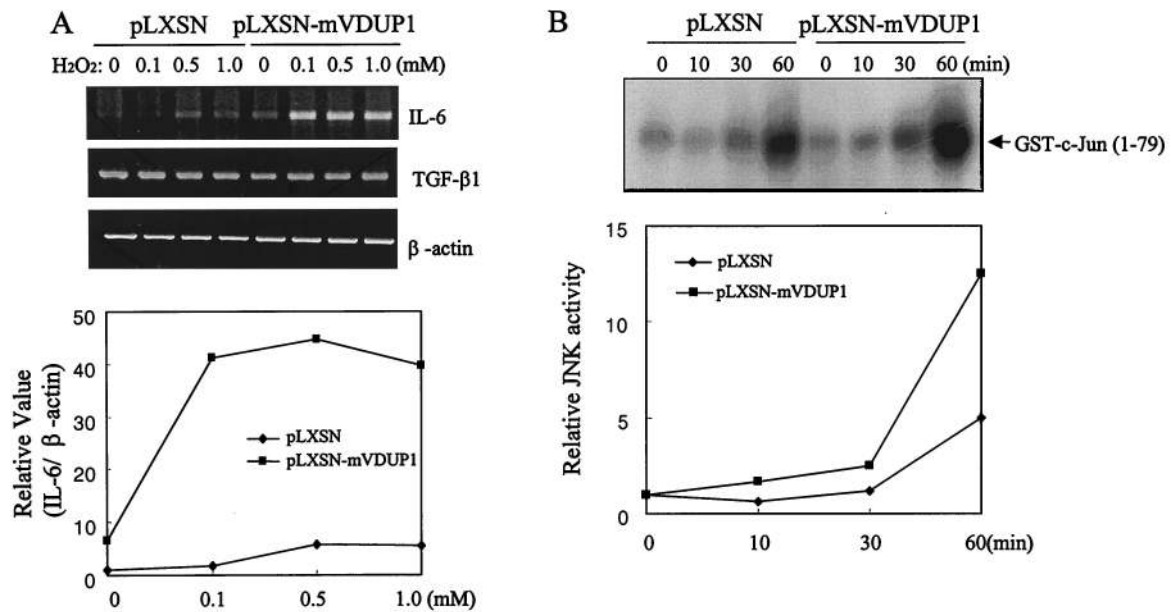 A
pLXSN pLXSN-mVDUP1
H2O2: 0 0.1 0.5 1.0 0 0.1 0.5 1.0 (mM)
IL-6
TGF-β1
β -actin
Relative Value
(IL-6/ β -actin)
50
40
30
20
10
0
pLXSN
pLXSN-mVDUP1
0 0.1 0.5 1.0 (mM)
B
pLXSN pLXSN-mVDUP1
0 10 30 60 0 10 30 60 (min)
GST-c-Jun (1-79)
Relative JNK activity
15
10
5
0
pLXSN
pLXSN-mVDUP1
0 10 30 60(min)